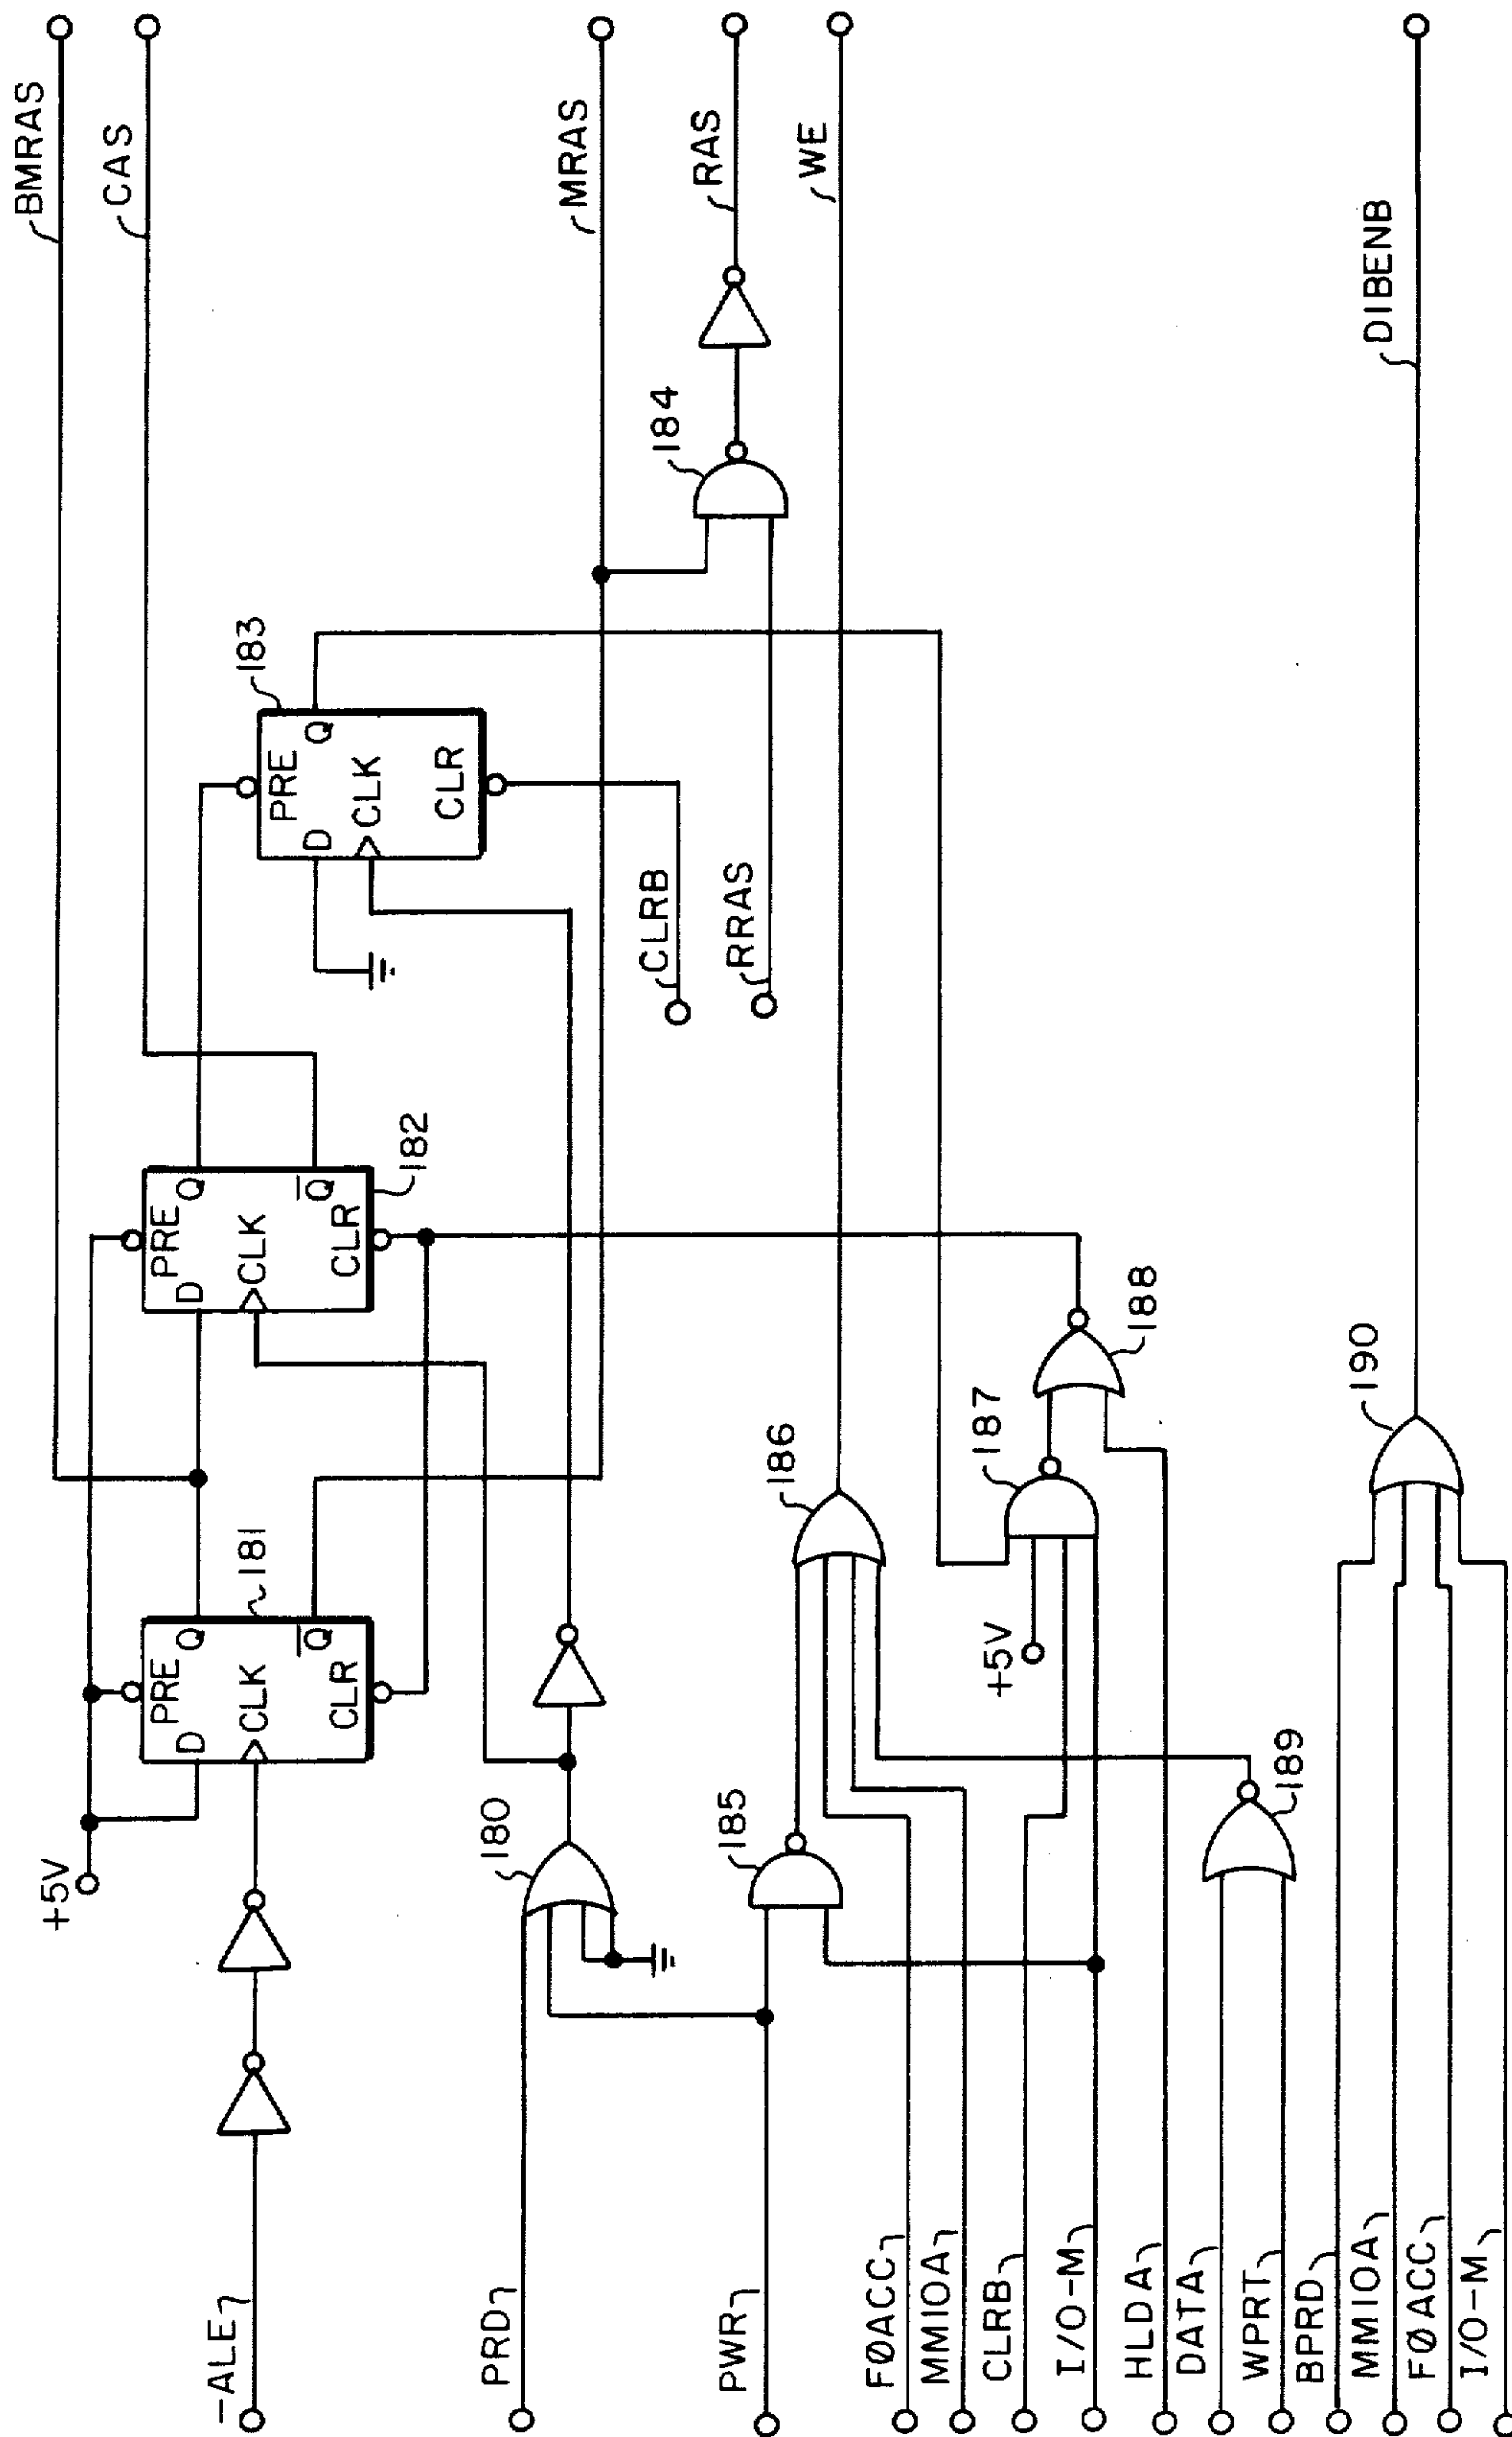 BMRAS
CAS
+5V
-ALE
D
PRE
Q
CLK
Q̅
CLR
181
D
PRE
Q
CLK
Q̅
CLR
182
D
PRE
Q
CLK
CLR
183
PRD
180
MRAS
CLRB
RRAS
184
RAS
PWR
185
186
WE
FØACC
MMIOA
CLRB
I/O-M
+5V
187
188
HLDA
DATA
WPRT
189
BPRD
MMIOA
FØACC
I/O-M
190
DIBENB